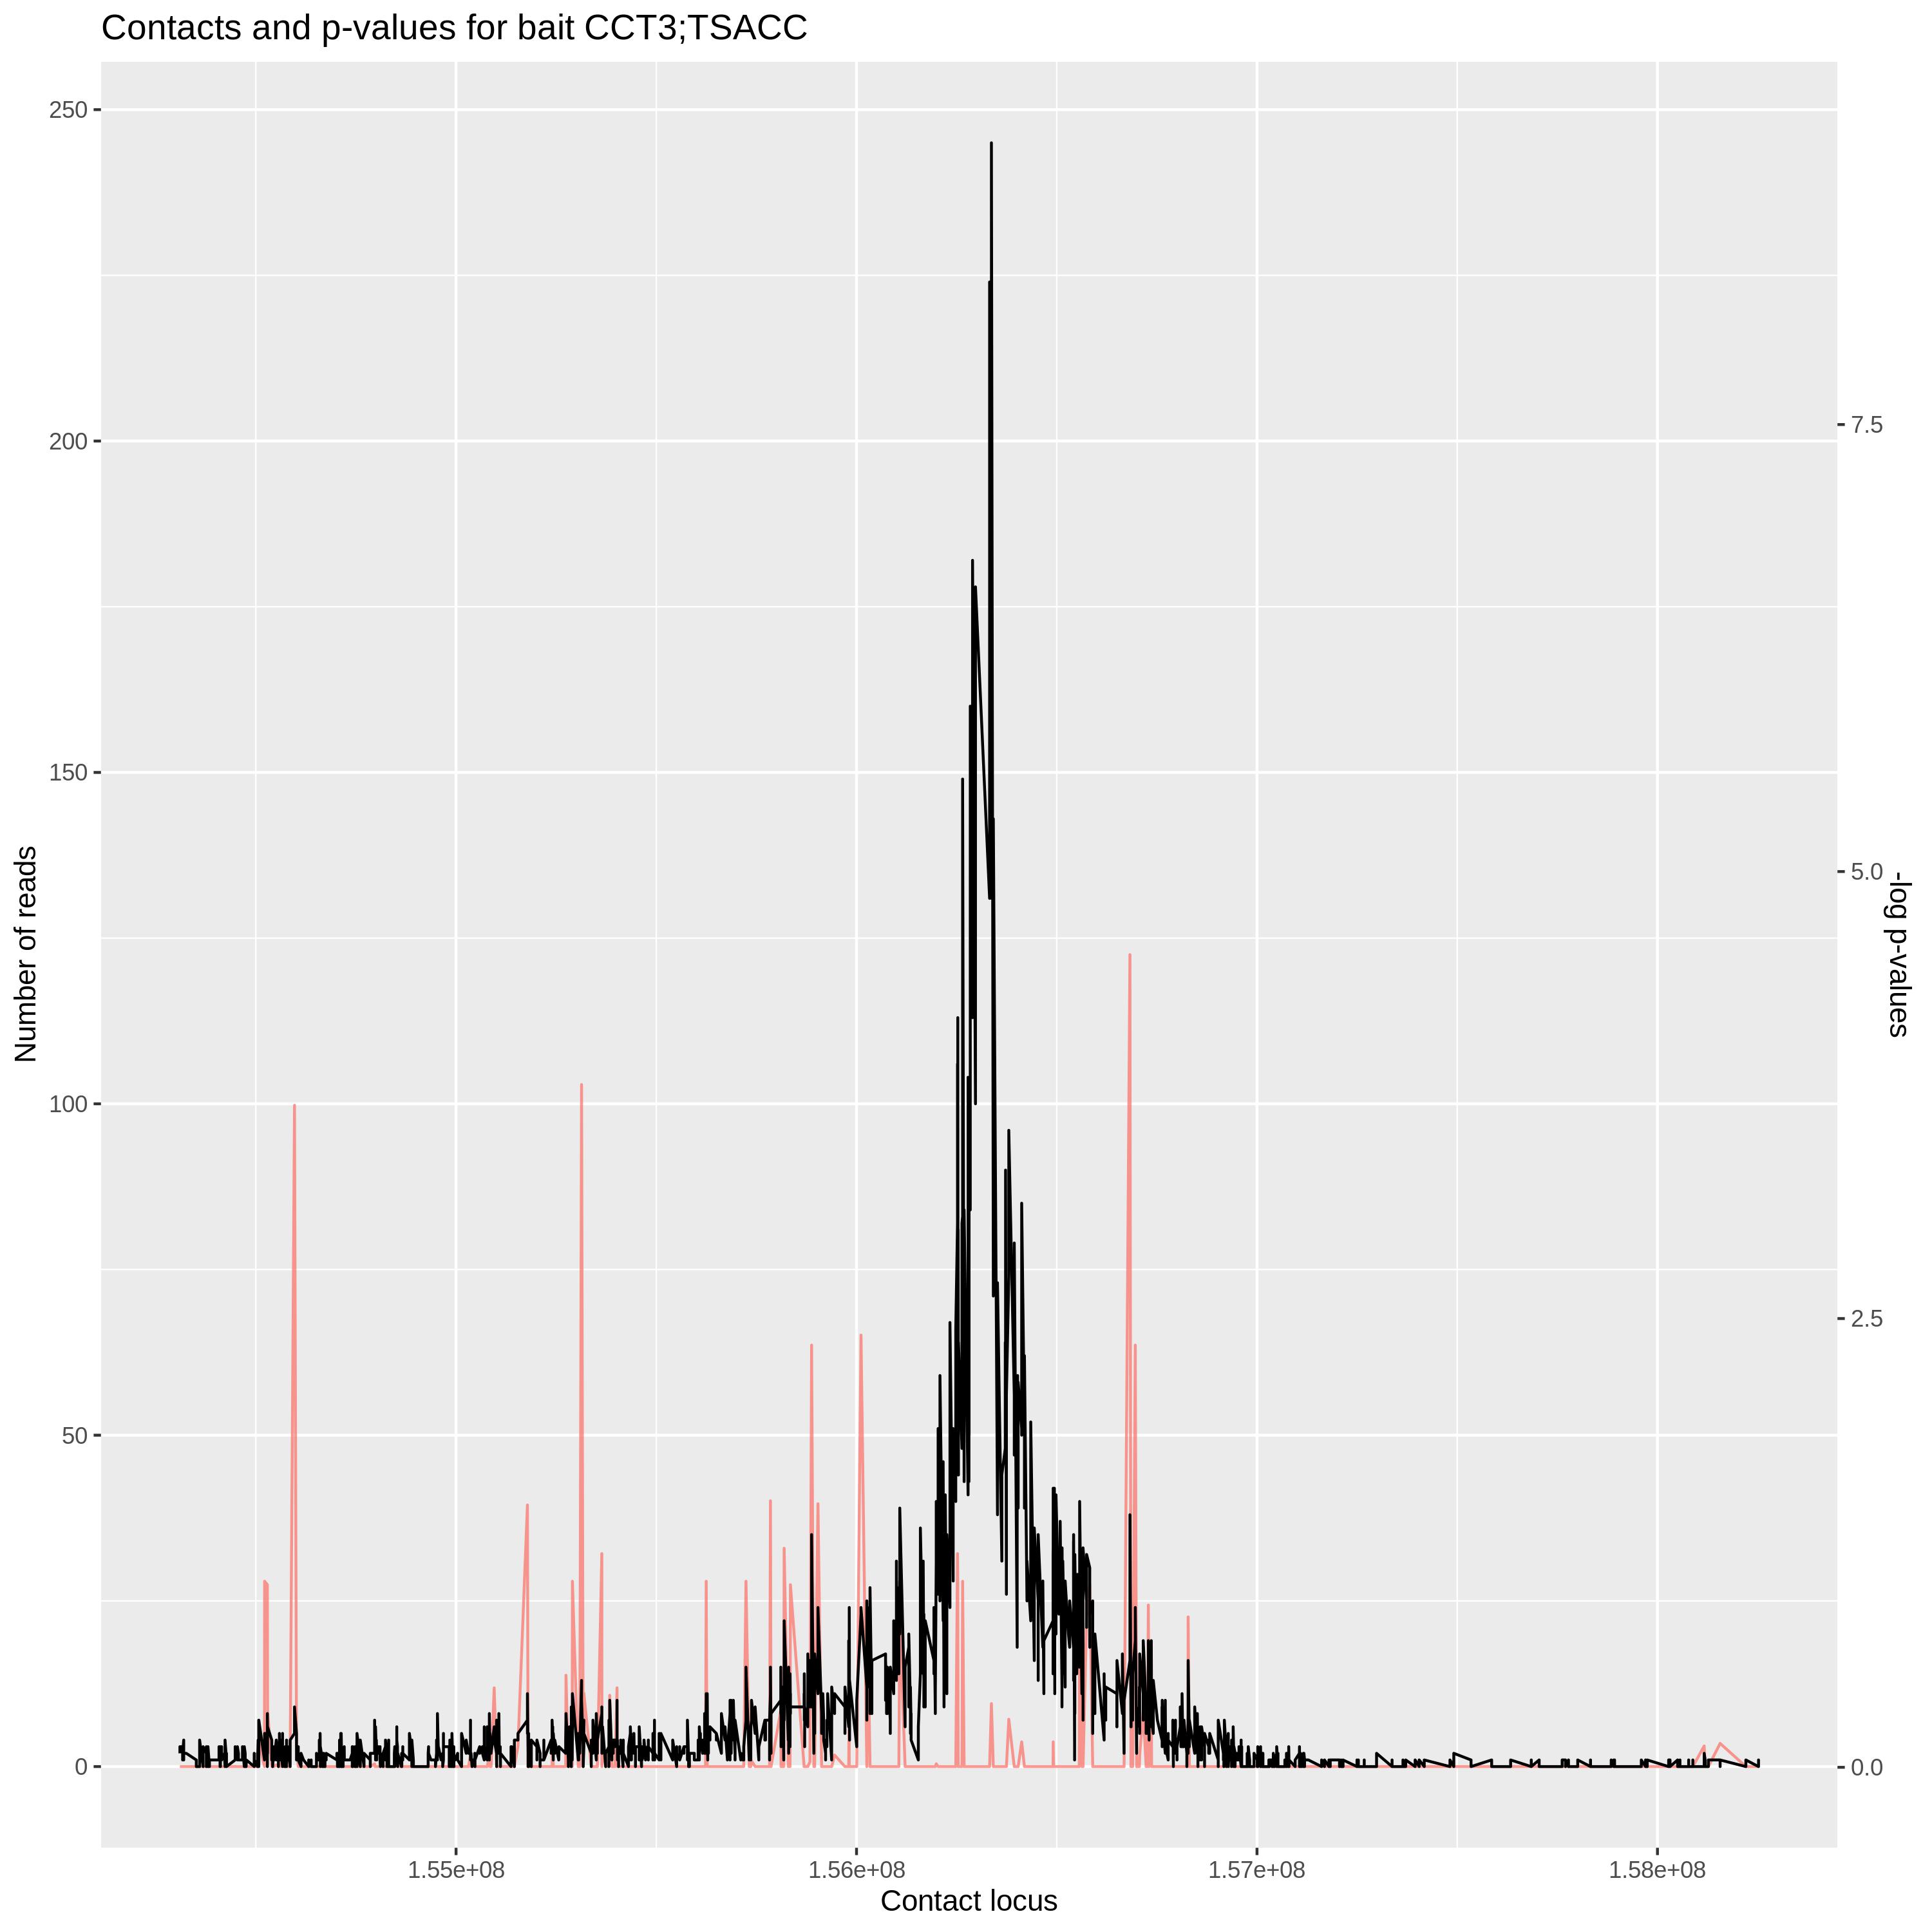 Contacts and p-values for bait CCT3;TSACC
250
200
150
100
50
0
Number of reads
7.5
5.0
2.5
0.0
-log p-values
1.55e+08
1.56e+08
1.57e+08
1.58e+08
Contact locus